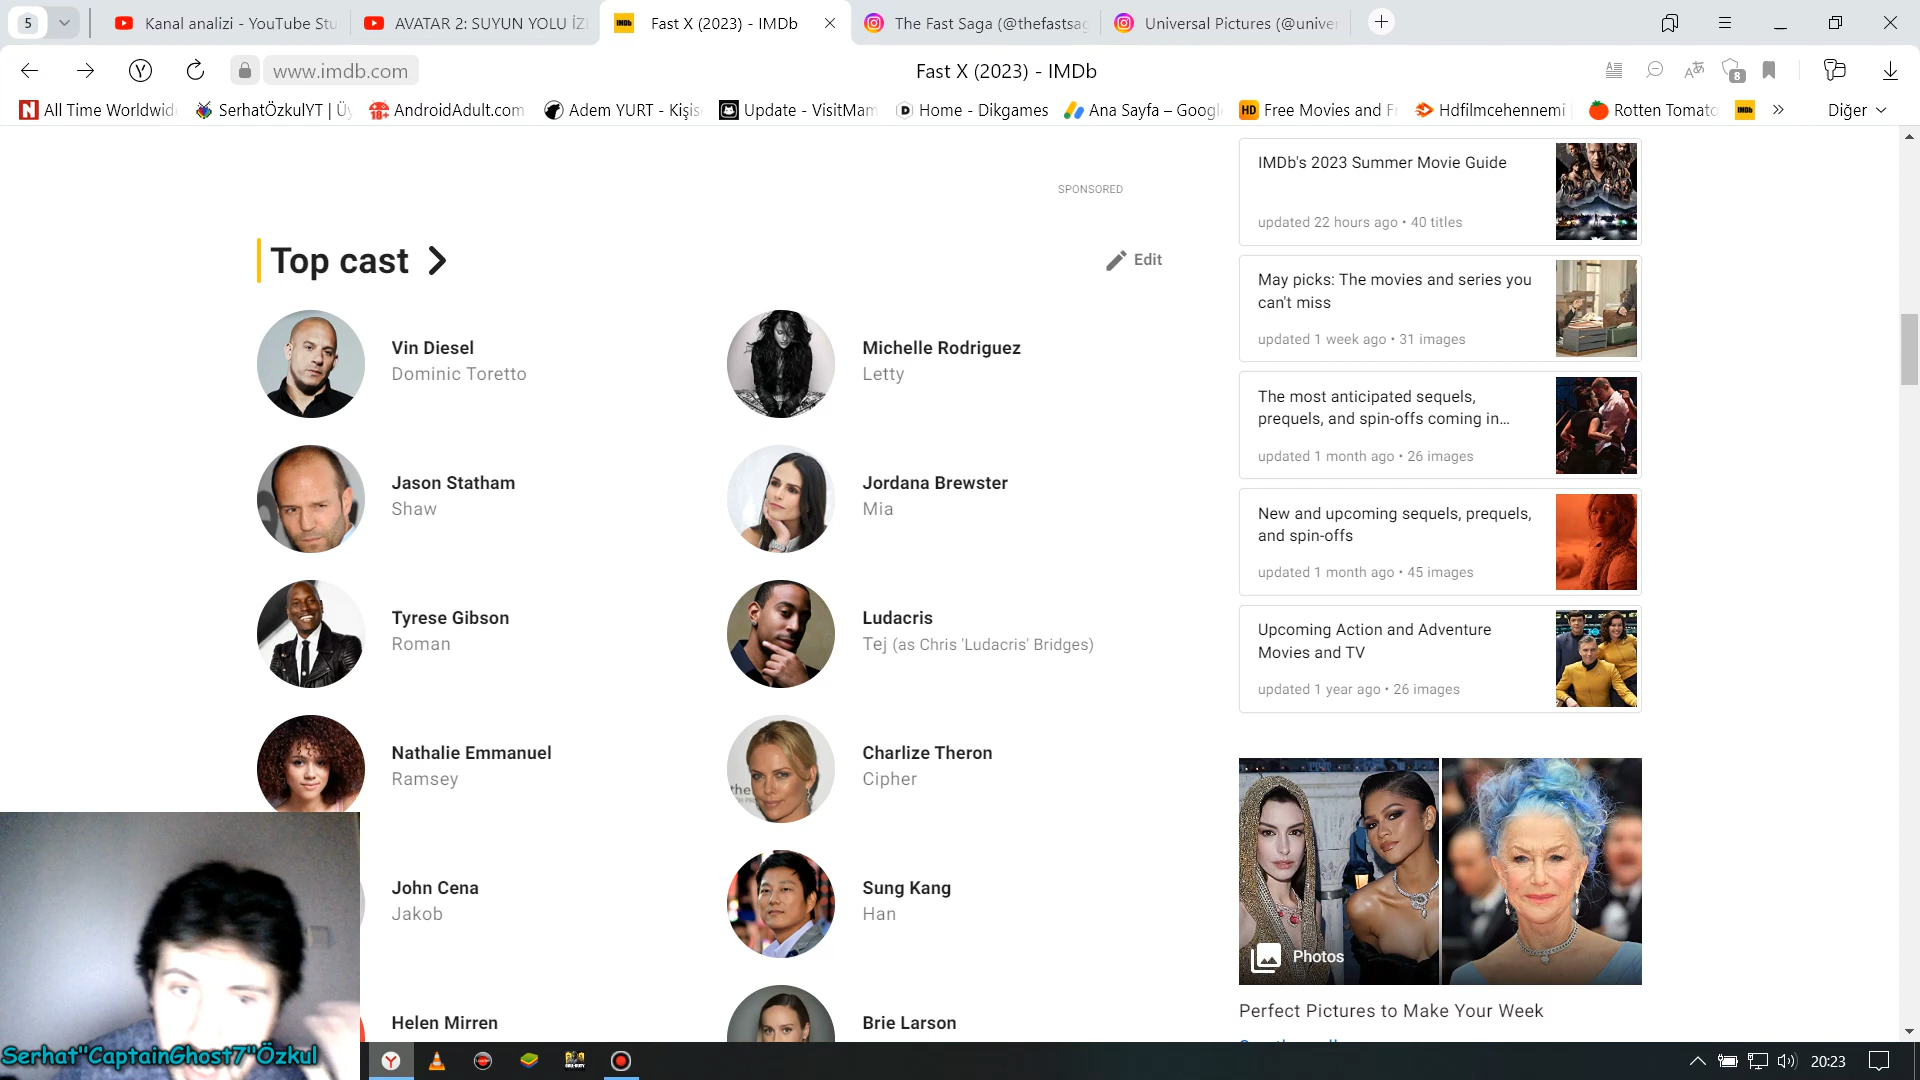 5
Kanal analizi - YouTube Stu
AVATAR 2: SUYUN YOLU İZL
Fast X (2023) - IMDb
The Fast Saga (@thefastsag
Universal Pictures (@univer
www.imdb.com
Fast X (2023) - IMDb
8
All Time Worldwid
SerhatÖzkulYT | Üy
AndroidAdult.com
Adem YURT - Kişis
Update - VisitMam
Home - Dikgames
Ana Sayfa – Googl
Free Movies and F
Hdfilmcehennemi
Rotten Tomato
IMDb
»
Diğer
SPONSORED
Top cast
Edit
Vin Diesel
Dominic Toretto
Michelle Rodriguez
Letty
Jason Statham
Shaw
Jordana Brewster
Mia
Tyrese Gibson
Roman
Ludacris
Tej (as Chris 'Ludacris' Bridges)
Nathalie Emmanuel
Ramsey
Charlize Theron
Cipher
John Cena
Jakob
Sung Kang
Han
Helen Mirren
Brie Larson
IMDb's 2023 Summer Movie Guide
updated 22 hours ago • 40 titles
May picks: The movies and series you
can't miss
updated 1 week ago • 31 images
The most anticipated sequels,
prequels, and spin-offs coming in...
updated 1 month ago • 26 images
New and upcoming sequels, prequels,
and spin-offs
updated 1 month ago • 45 images
Upcoming Action and Adventure
Movies and TV
updated 1 year ago • 26 images
Photos
Perfect Pictures to Make Your Week
Serhat"CaptainGhost7"Özkul
20:23